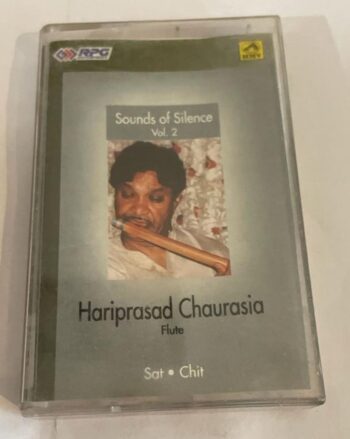 RPG
HMV
Sounds of Silence
Vol. 2
Hariprasad Chaurasia
Flute
Sat • Chit